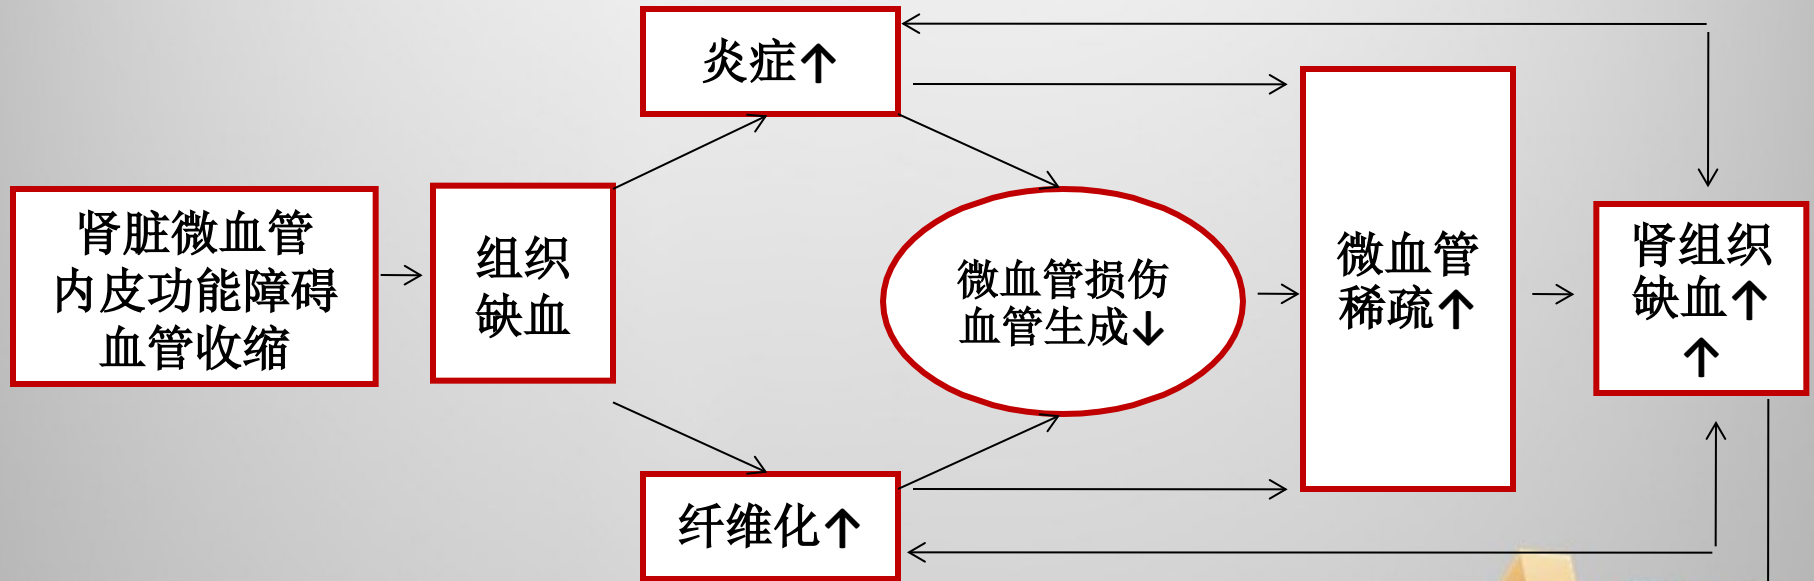 炎症↑
肾脏微血管
内皮功能障碍
血管收缩
组织
缺血
微血管损伤
血管生成↓
微血管
稀疏↑
肾组织
缺血↑
↑
纤维化↑